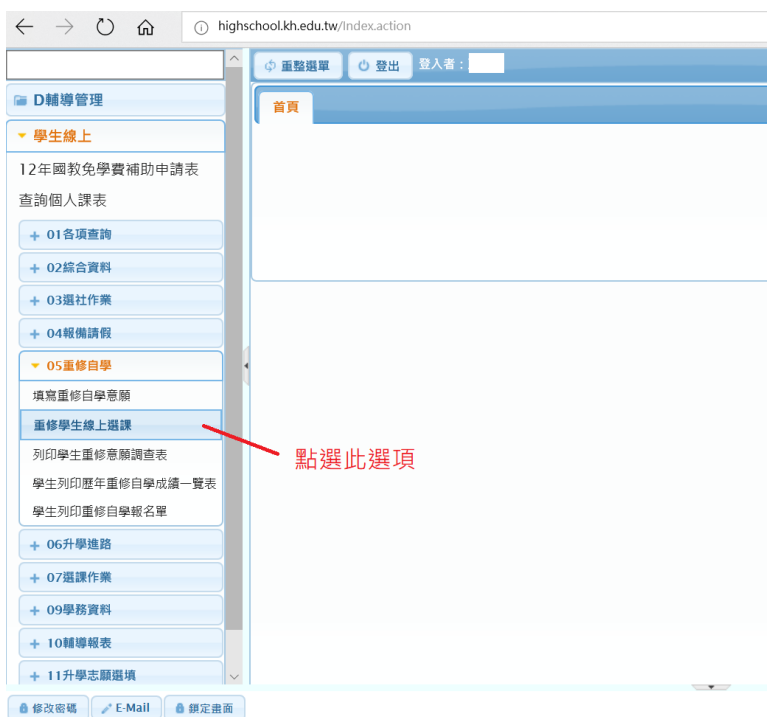 highschool.kh.edu.tw/Index.action
重整選單 登出 登入者：
D輔導管理
首頁
學生線上
12年國教免學費補助申請表
查詢個人課表
+ 01各項查詢
+ 02綜合資料
+ 03選社作業
+ 04報備請假
05重修自學
填寫重修自學意願
重修學生線上選課
點選此選項
列印學生重修意願調查表
學生列印歷年重修自學成績一覽表
學生列印重修自學報名單
+ 06升學進路
+ 07選課作業
+ 09學務資料
+ 10輔導報表
+ 11升學志願選填
修改密碼 E-Mail 鎖定畫面